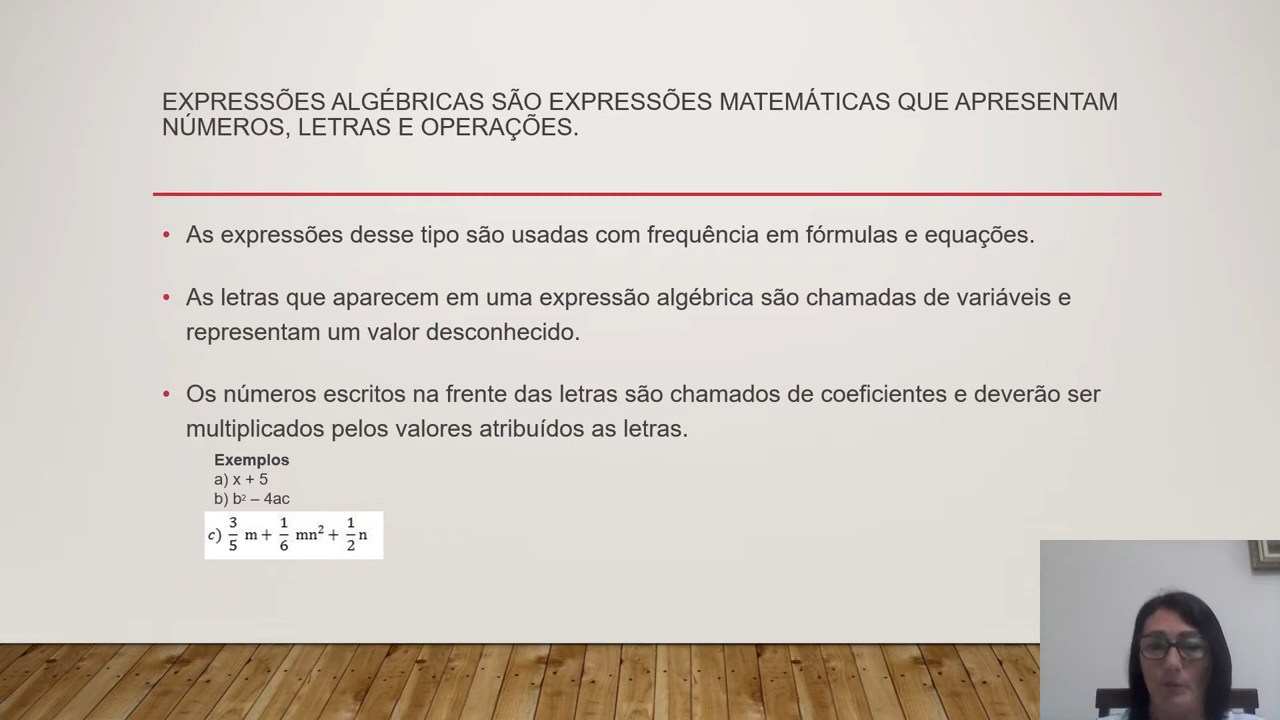 EXPRESSÕES ALGÉBRICAS SÃO EXPRESSÕES MATEMÁTICAS QUE APRESENTAM
NÚMEROS, LETRAS E OPERAÇÕES.
• As expressões desse tipo são usadas com frequência em fórmulas e equações.
• As letras que aparecem em uma expressão algébrica são chamadas de variáveis e
representam um valor desconhecido.
• Os números escritos na frente das letras são chamados de coeficientes e deverão ser
multiplicados pelos valores atribuídos as letras.
Exemplos
a) x + 5
b) b² – 4ac
c) 3/5 m + 1/6 mn² + 1/2 n